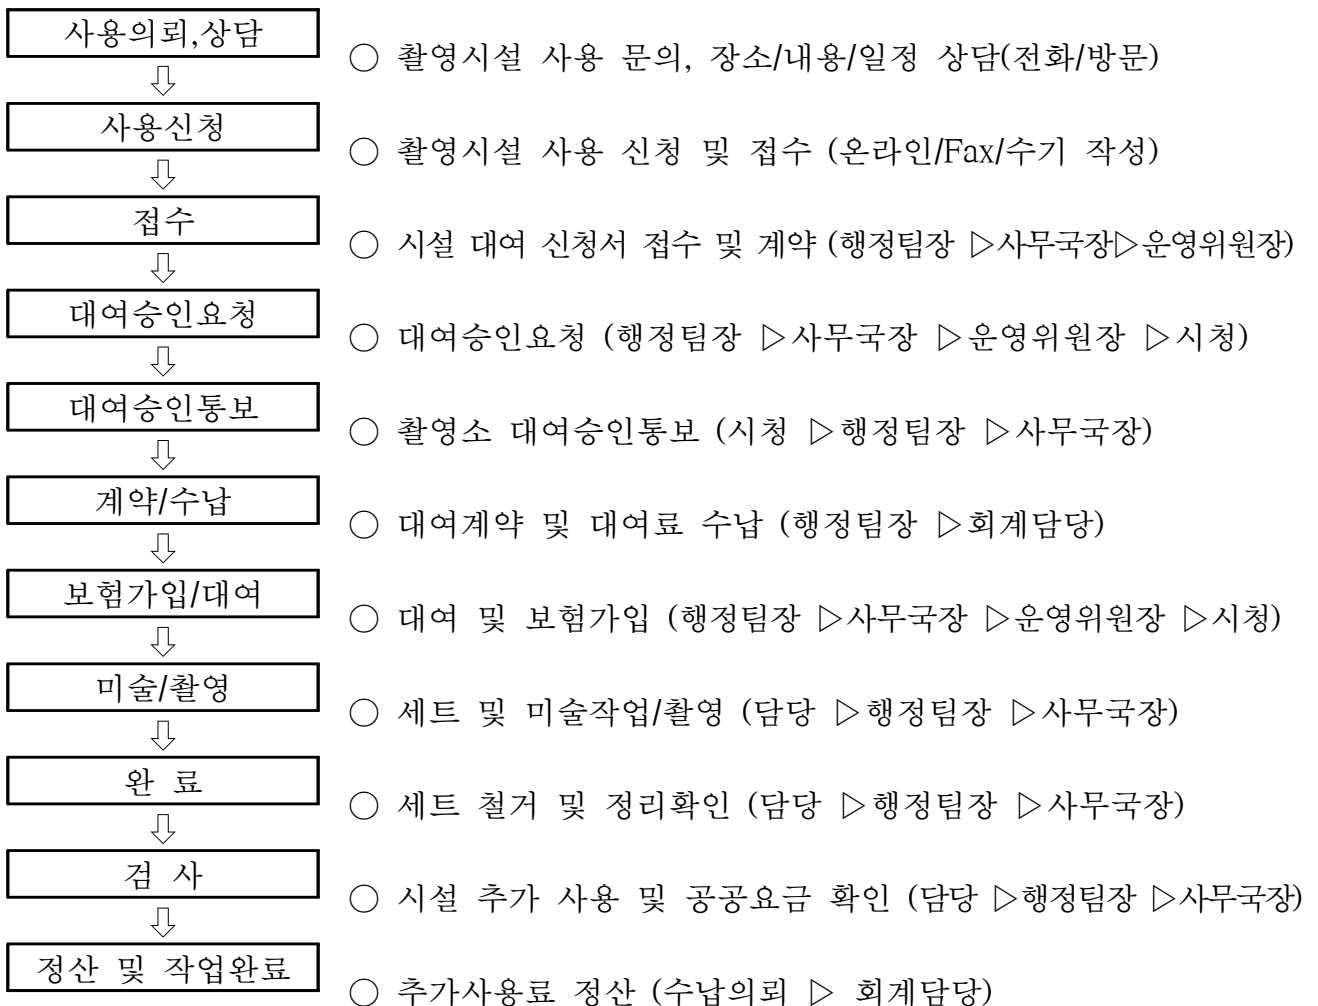 사용의뢰,상담
○ 촬영시설 사용 문의, 장소/내용/일정 상담(전화/방문)
사용신청
○ 촬영시설 사용 신청 및 접수 (온라인/Fax/수기 작성)
접수
○ 시설 대여 신청서 접수 및 계약 (행정팀장 ▷사무국장▷운영위원장)
대여승인요청
○ 대여승인요청 (행정팀장 ▷사무국장 ▷운영위원장 ▷시청)
대여승인통보
○ 촬영소 대여승인통보 (시청 ▷행정팀장 ▷사무국장)
계약/수납
○ 대여계약 및 대여료 수납 (행정팀장 ▷회계담당)
보험가입/대여
○ 대여 및 보험가입 (행정팀장 ▷사무국장 ▷운영위원장 ▷시청)
미술/촬영
○ 세트 및 미술작업/촬영 (담당 ▷행정팀장 ▷사무국장)
완 료
○ 세트 철거 및 정리확인 (담당 ▷행정팀장 ▷사무국장)
검 사
○ 시설 추가 사용 및 공공요금 확인 (담당 ▷행정팀장 ▷사무국장)
정산 및 작업완료
○ 추가사용료 정산 (수납의뢰 ▷ 회계담당)